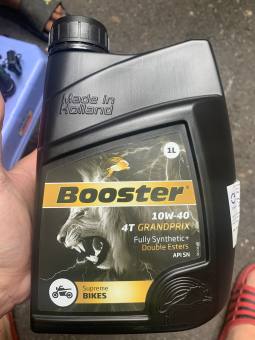 Made in
Holland
1L
Booster®
10W-40
4T GRANDPRIX
Fully Synthetic+
Double Esters
API SN
Supreme
BIKES